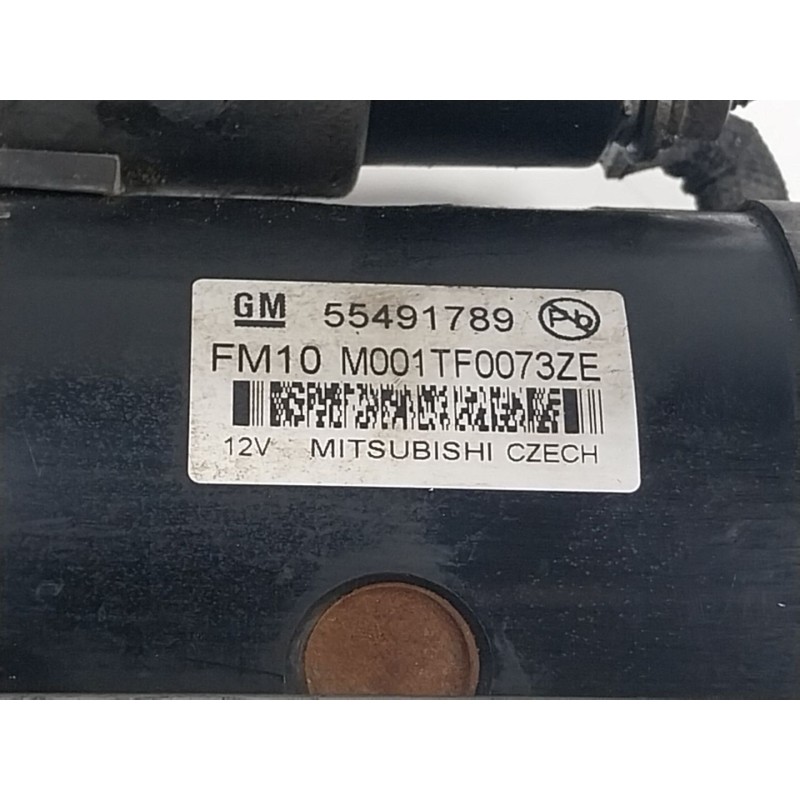 GM 55491789 Pb
FM10 M001TF0073ZE
12V MITSUBISHI CZECH